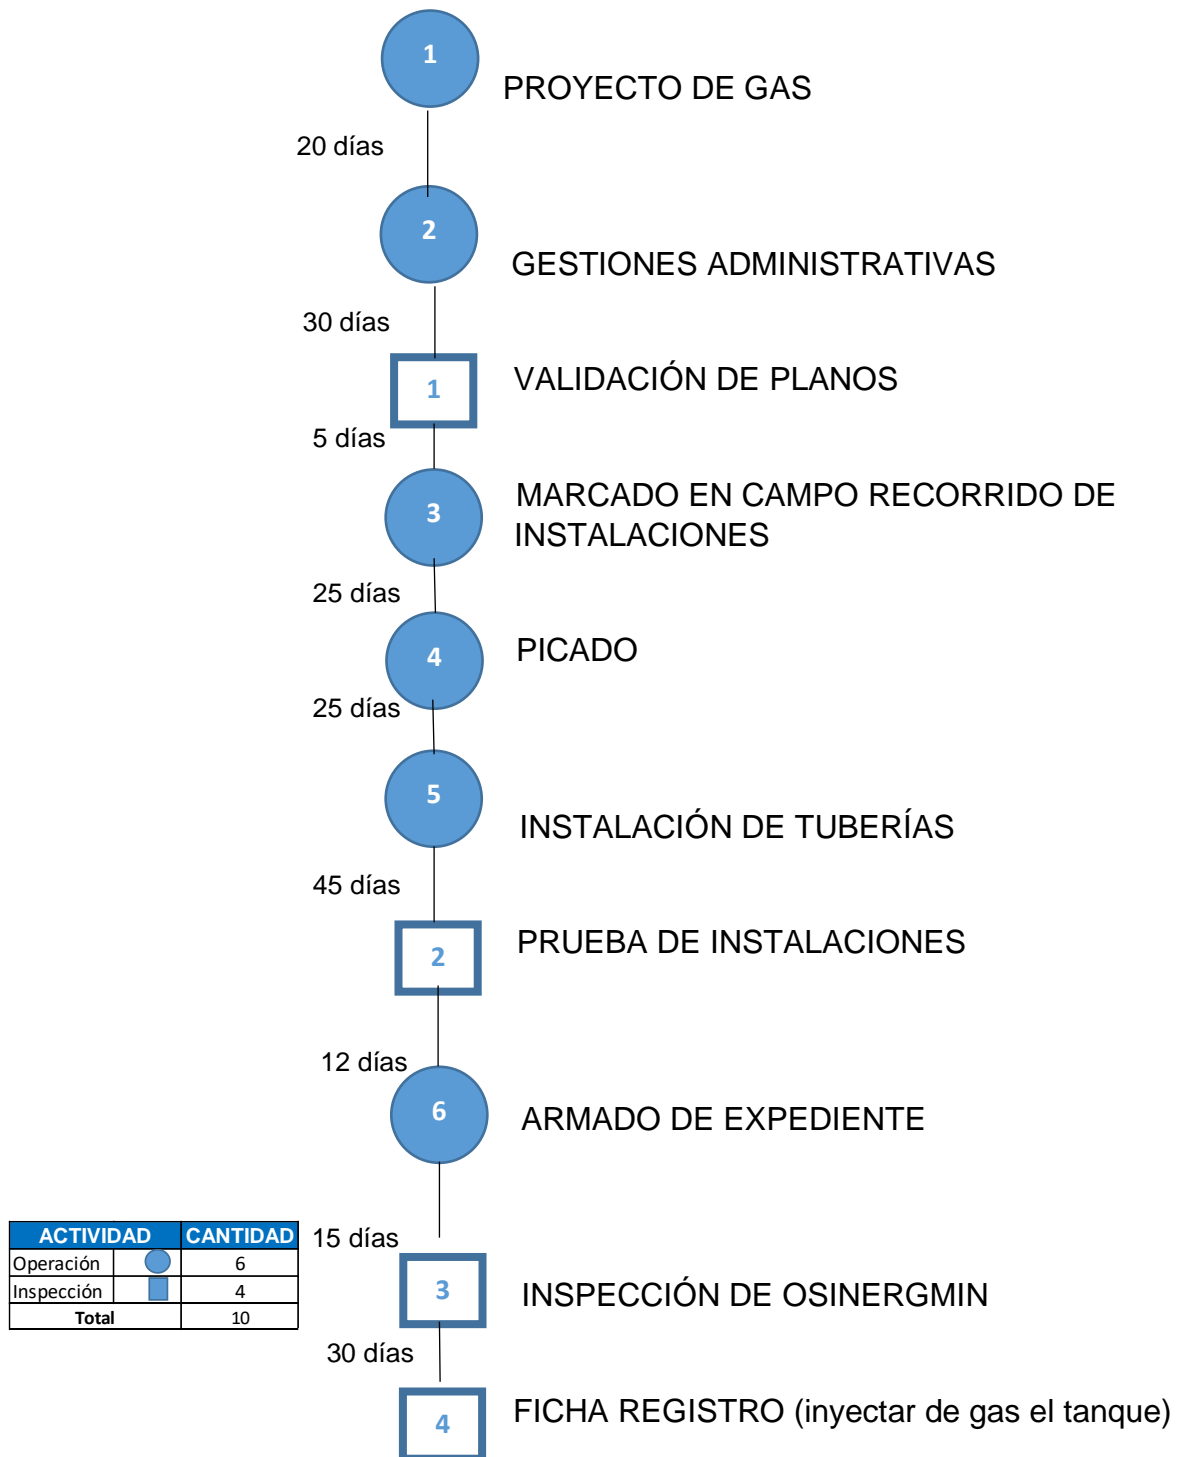 1
PROYECTO DE GAS
20 días
2
GESTIONES ADMINISTRATIVAS
30 días
1
VALIDACIÓN DE PLANOS
5 días
3
MARCADO EN CAMPO RECORRIDO DE
INSTALACIONES
25 días
4
PICADO
25 días
5
INSTALACIÓN DE TUBERÍAS
45 días
2
PRUEBA DE INSTALACIONES
12 días
6
ARMADO DE EXPEDIENTE
15 días
3
INSPECCIÓN DE OSINERGMIN
30 días
4
FICHA REGISTRO (inyectar de gas el tanque)
ACTIVIDAD CANTIDAD
Operación 6
Inspección 4
Total 10